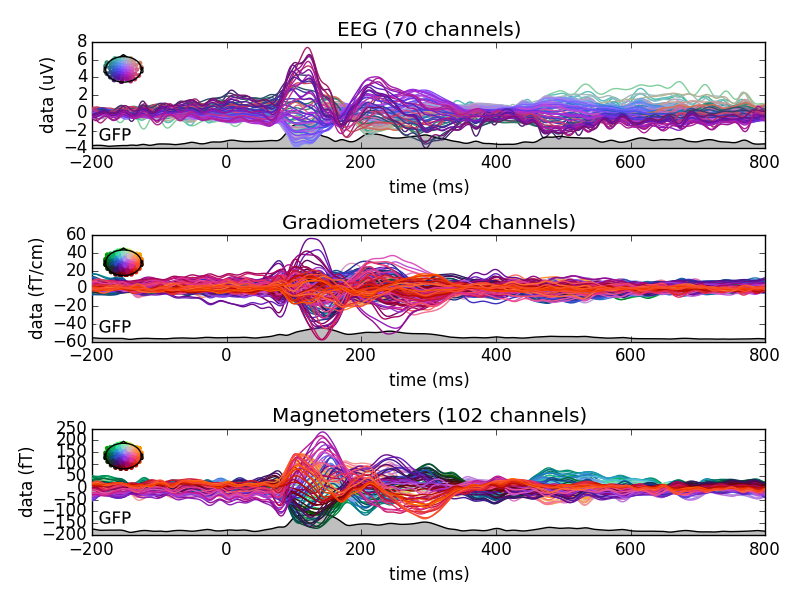 EEG (70 channels)
data (uV)
8
6
4
2
0
−2
−4
GFP
−200 0 200 400 600 800
time (ms)
Gradiometers (204 channels)
data (fT/cm)
60
40
20
0
−20
−40
−60
GFP
−200 0 200 400 600 800
time (ms)
Magnetometers (102 channels)
data (fT)
250
200
150
100
50
0
−50
−100
−150
−200
GFP
−200 0 200 400 600 800
time (ms)